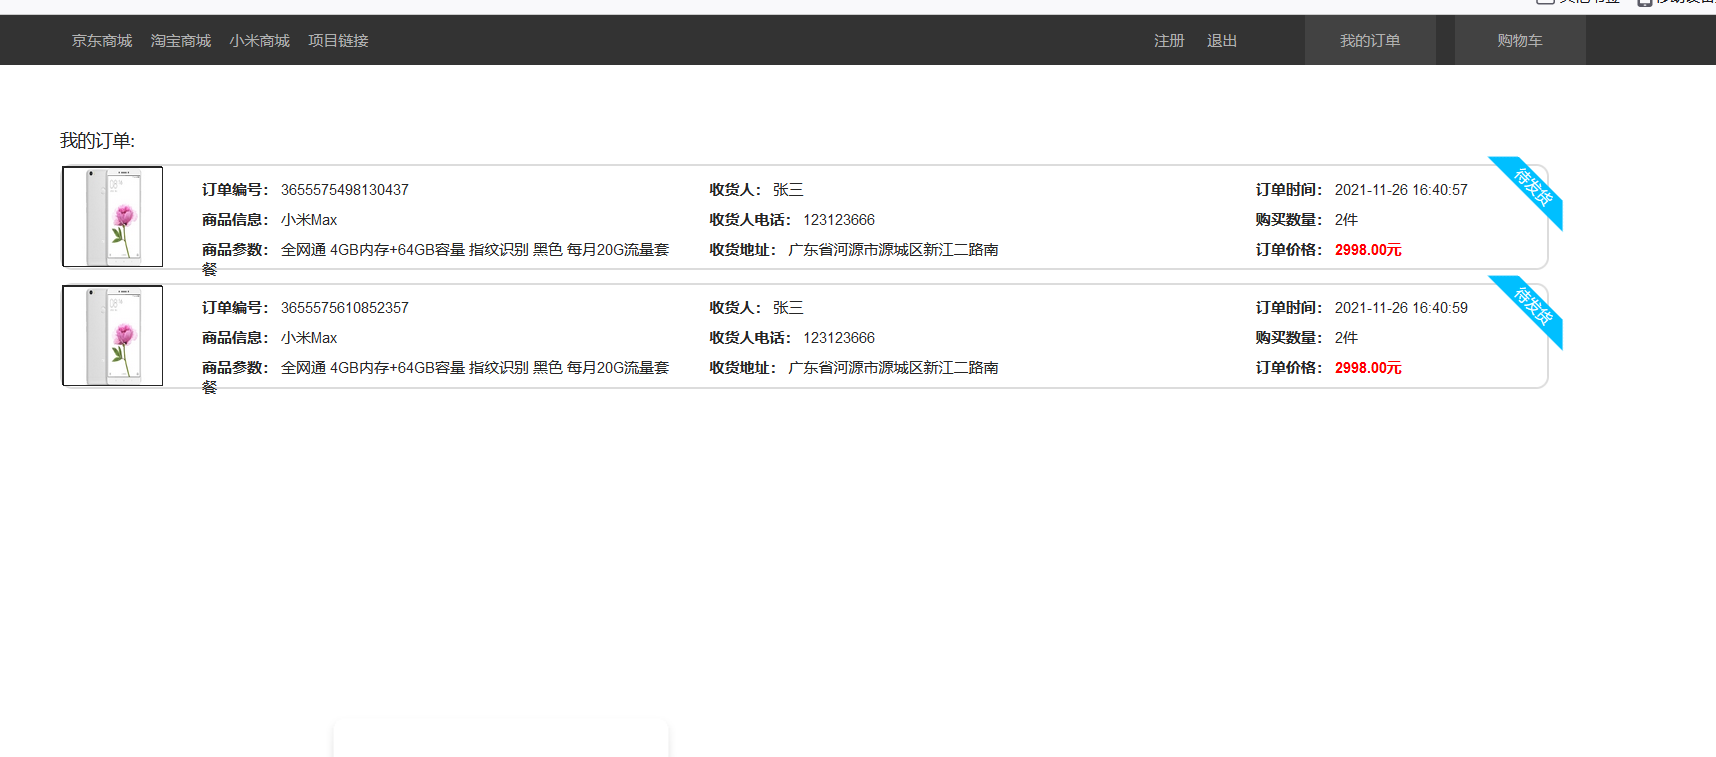 京东商城 淘宝商城 小米商城 项目链接 注册 退出 我的订单 购物车
我的订单:
订单编号： 3655575498130437 收货人： 张三 订单时间： 2021-11-26 16:40:57
待发货
商品信息： 小米Max 收货人电话： 123123666 购买数量： 2件
商品参数： 全网通 4GB内存+64GB容量 指纹识别 黑色 每月20G流量套 收货地址： 广东省河源市源城区新江二路南 订单价格： 2998.00元
餐
订单编号： 3655575610852357 收货人： 张三 订单时间： 2021-11-26 16:40:59
待发货
商品信息： 小米Max 收货人电话： 123123666 购买数量： 2件
商品参数： 全网通 4GB内存+64GB容量 指纹识别 黑色 每月20G流量套 收货地址： 广东省河源市源城区新江二路南 订单价格： 2998.00元
餐